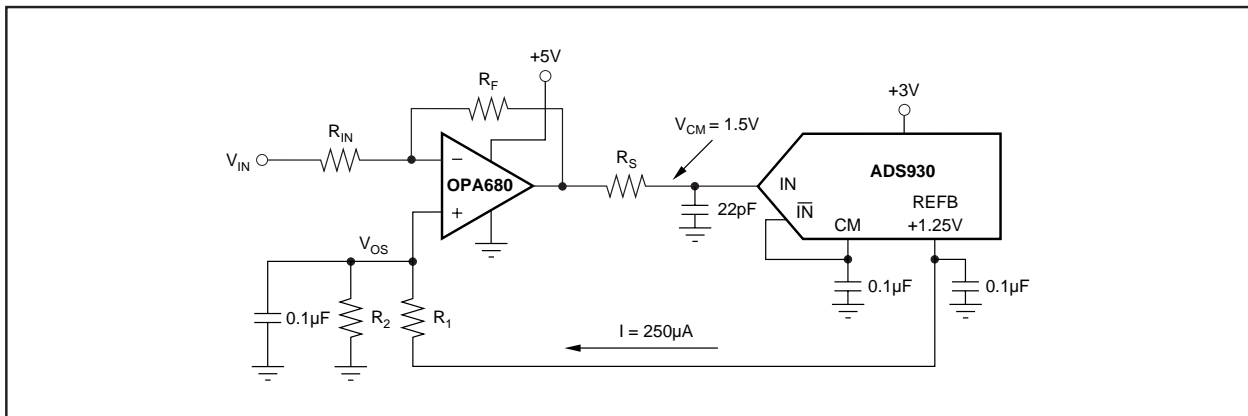 +5V
R_F
+3V
V_CM = 1.5V
R_IN
R_S
V_IN
–
ADS930
OPA680
IN
I̅N̅
REFB
22pF
+
CM
+1.25V
V_OS
0.1µF
0.1µF
0.1µF
R_2
R_1
I = 250µA